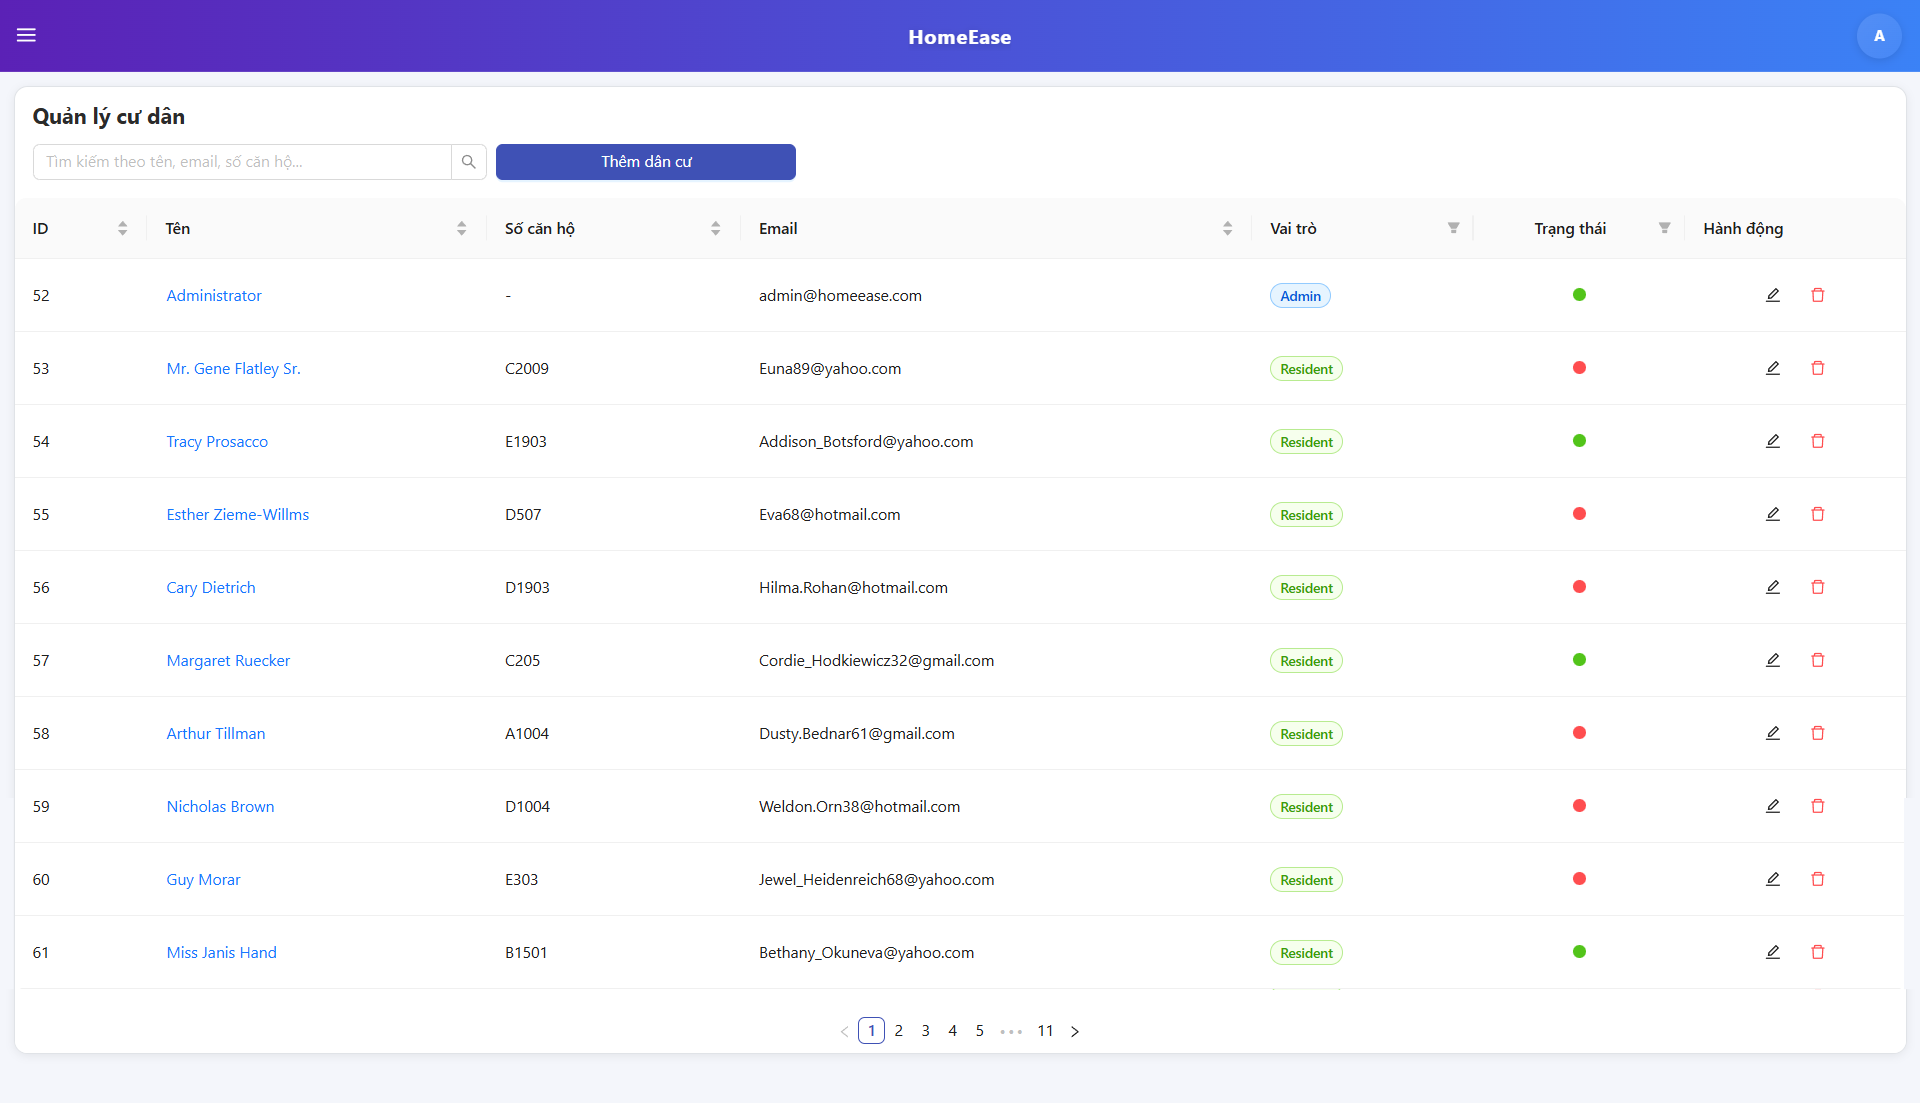 HomeEase
A
Quản lý cư dân
Tìm kiếm theo tên, email, số căn hộ...
Thêm dân cư
ID Tên Số căn hộ Email Vai trò Trạng thái Hành động
52 Administrator - admin@homeease.com Admin
53 Mr. Gene Flatley Sr. C2009 Euna89@yahoo.com Resident
54 Tracy Prosacco E1903 Addison_Botsford@yahoo.com Resident
55 Esther Zieme-Willms D507 Eva68@hotmail.com Resident
56 Cary Dietrich D1903 Hilma.Rohan@hotmail.com Resident
57 Margaret Ruecker C205 Cordie_Hodkiewicz32@gmail.com Resident
58 Arthur Tillman A1004 Dusty.Bednar61@gmail.com Resident
59 Nicholas Brown D1004 Weldon.Orn38@hotmail.com Resident
60 Guy Morar E303 Jewel_Heidenreich68@yahoo.com Resident
61 Miss Janis Hand B1501 Bethany_Okuneva@yahoo.com Resident
< 1 2 3 4 5 ••• 11 >